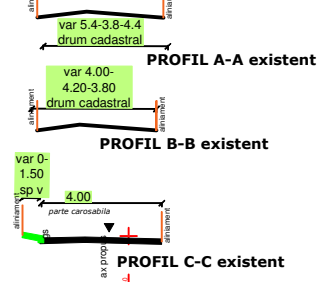 var 5.4-3.8-4.4
drum cadastral
PROFIL A-A existent
var 4.00-
4.20-3.80
drum cadastral
aliniament
aliniament
PROFIL B-B existent
var 0-
1.50
sp v
4.00
parte carosabila
aliniament
aliniament
ax propus
PROFIL C-C existent